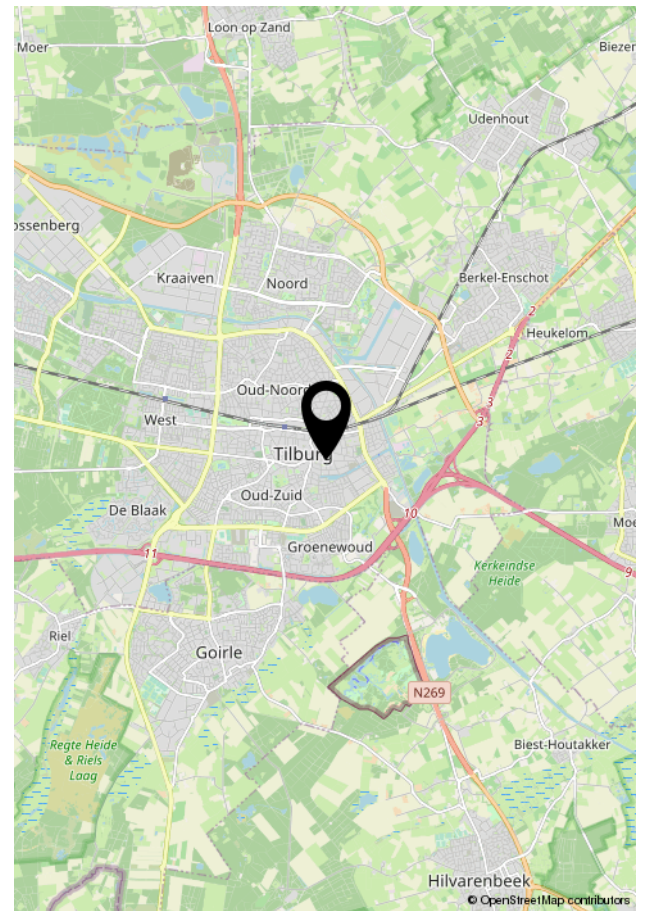 Loon op Zand
Moer
Biezen
Udenhout
ossenberg
Kraaiven
Noord
Berkel-Enschot
2
Heukelom
2
Oud-Noord
3
3
West
Tilburg
Oud-Zuid
De Blaak
10
Moe
Groenewoud
11
Kerkeindse
Heide
9
Riel
Goirle
N269
Regte Heide
& Riels
Laag
Biest-Houtakker
Hilvarenbeek
© OpenStreetMap contributors